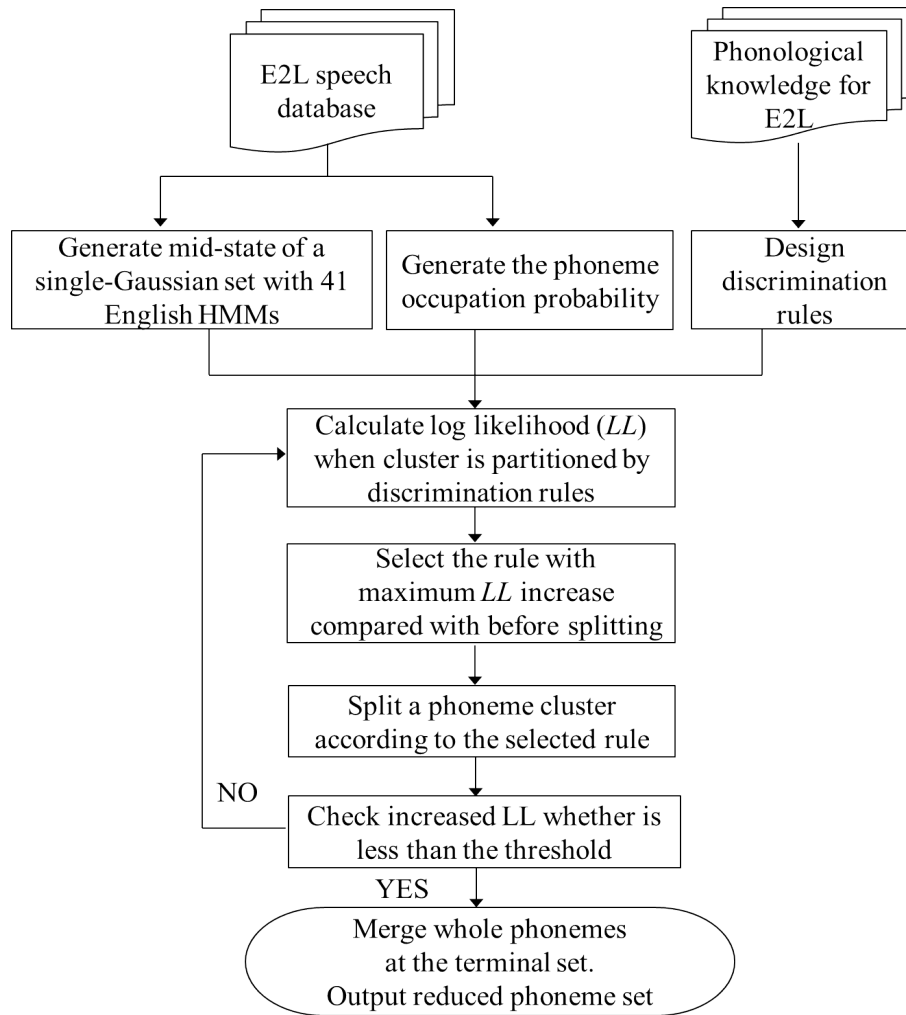 E2L speech
database
Phonological
knowledge for
E2L
Generate mid-state of a
single-Gaussian set with 41
English HMMs
Generate the phoneme
occupation probability
Design
discrimination
rules
Calculate log likelihood (LL)
when cluster is partitioned by
discrimination rules
Select the rule with
maximum LL increase
compared with before splitting
Split a phoneme cluster
according to the selected rule
NO
Check increased LL whether is
less than the threshold
YES
Merge whole phonemes
at the terminal set.
Output reduced phoneme set